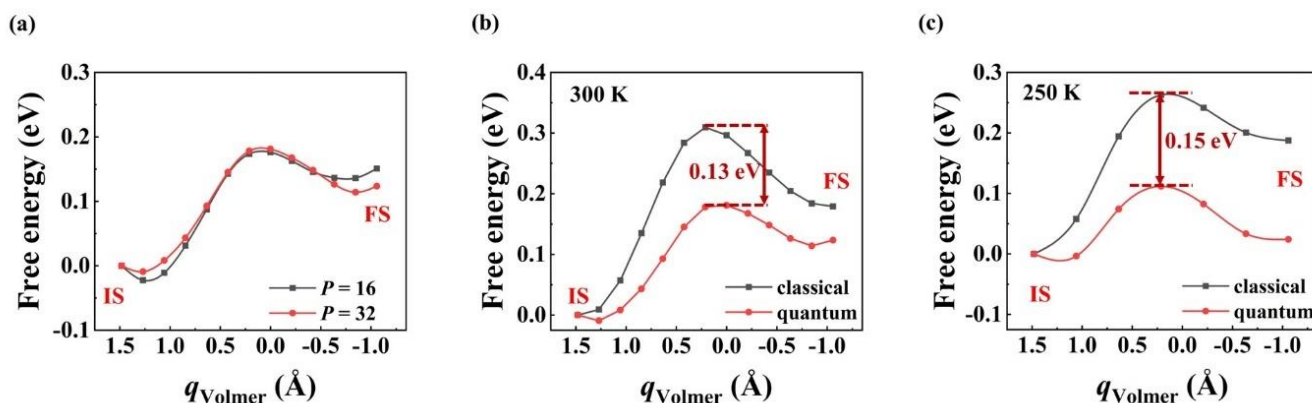 (a)
Free energy (eV)
0.3
0.2
0.1
0.0
-0.1
IS
FS
P = 16
P = 32
1.5 1.0 0.5 0.0 -0.5 -1.0
qVolmer (Å)
(b)
300 K
Free energy (eV)
0.4
0.3
0.2
0.1
0.0
0.13 eV
FS
IS
classical
quantum
1.5 1.0 0.5 0.0 -0.5 -1.0
qVolmer (Å)
(c)
250 K
Free energy (eV)
0.3
0.2
0.1
0.0
-0.1
0.15 eV
FS
IS
classical
quantum
1.5 1.0 0.5 0.0 -0.5 -1.0
qVolmer (Å)